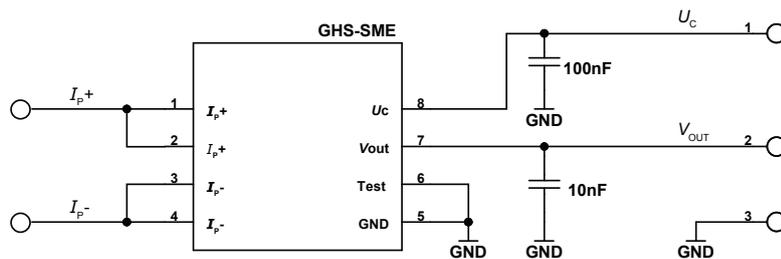 GHS-SME
U_C 1
I_P+ 1 I_P+ Uc 8 100nF
GND
2 I_P+ Vout 7 V_OUT 2
3 I_P- Test 6 10nF
I_P- 4 I_P- GND 5 3
GND GND GND